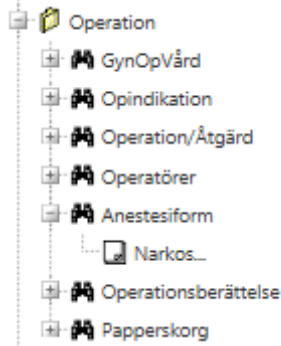 Operation
GynOpVård
Opindikation
Operation/Åtgärd
Operatörer
Anestesiform
Narkos...
Operationsberättelse
Papperskorg